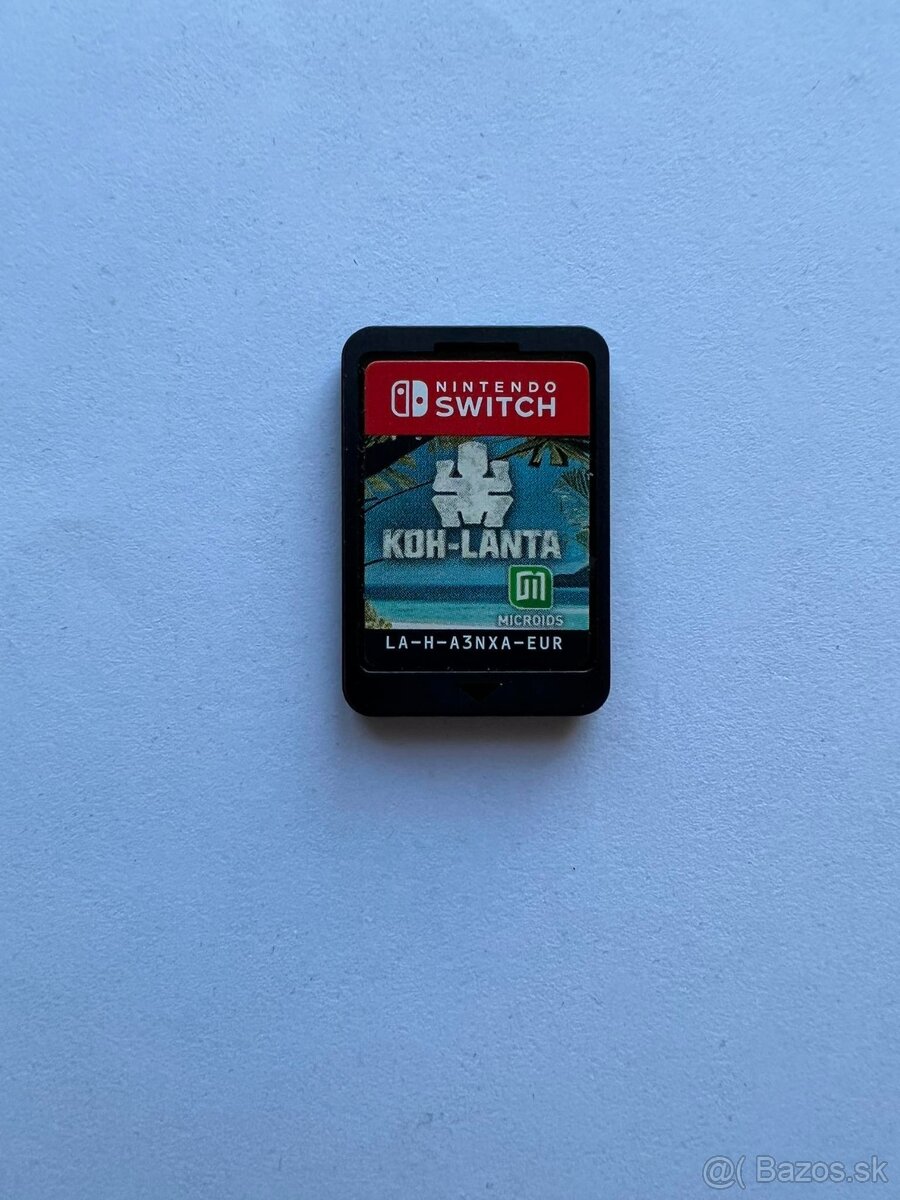 NINTENDO
SWITCH
KOH-LANTA
MICROIDS
LA-H-A3NXA-EUR
@( Bazos.sk